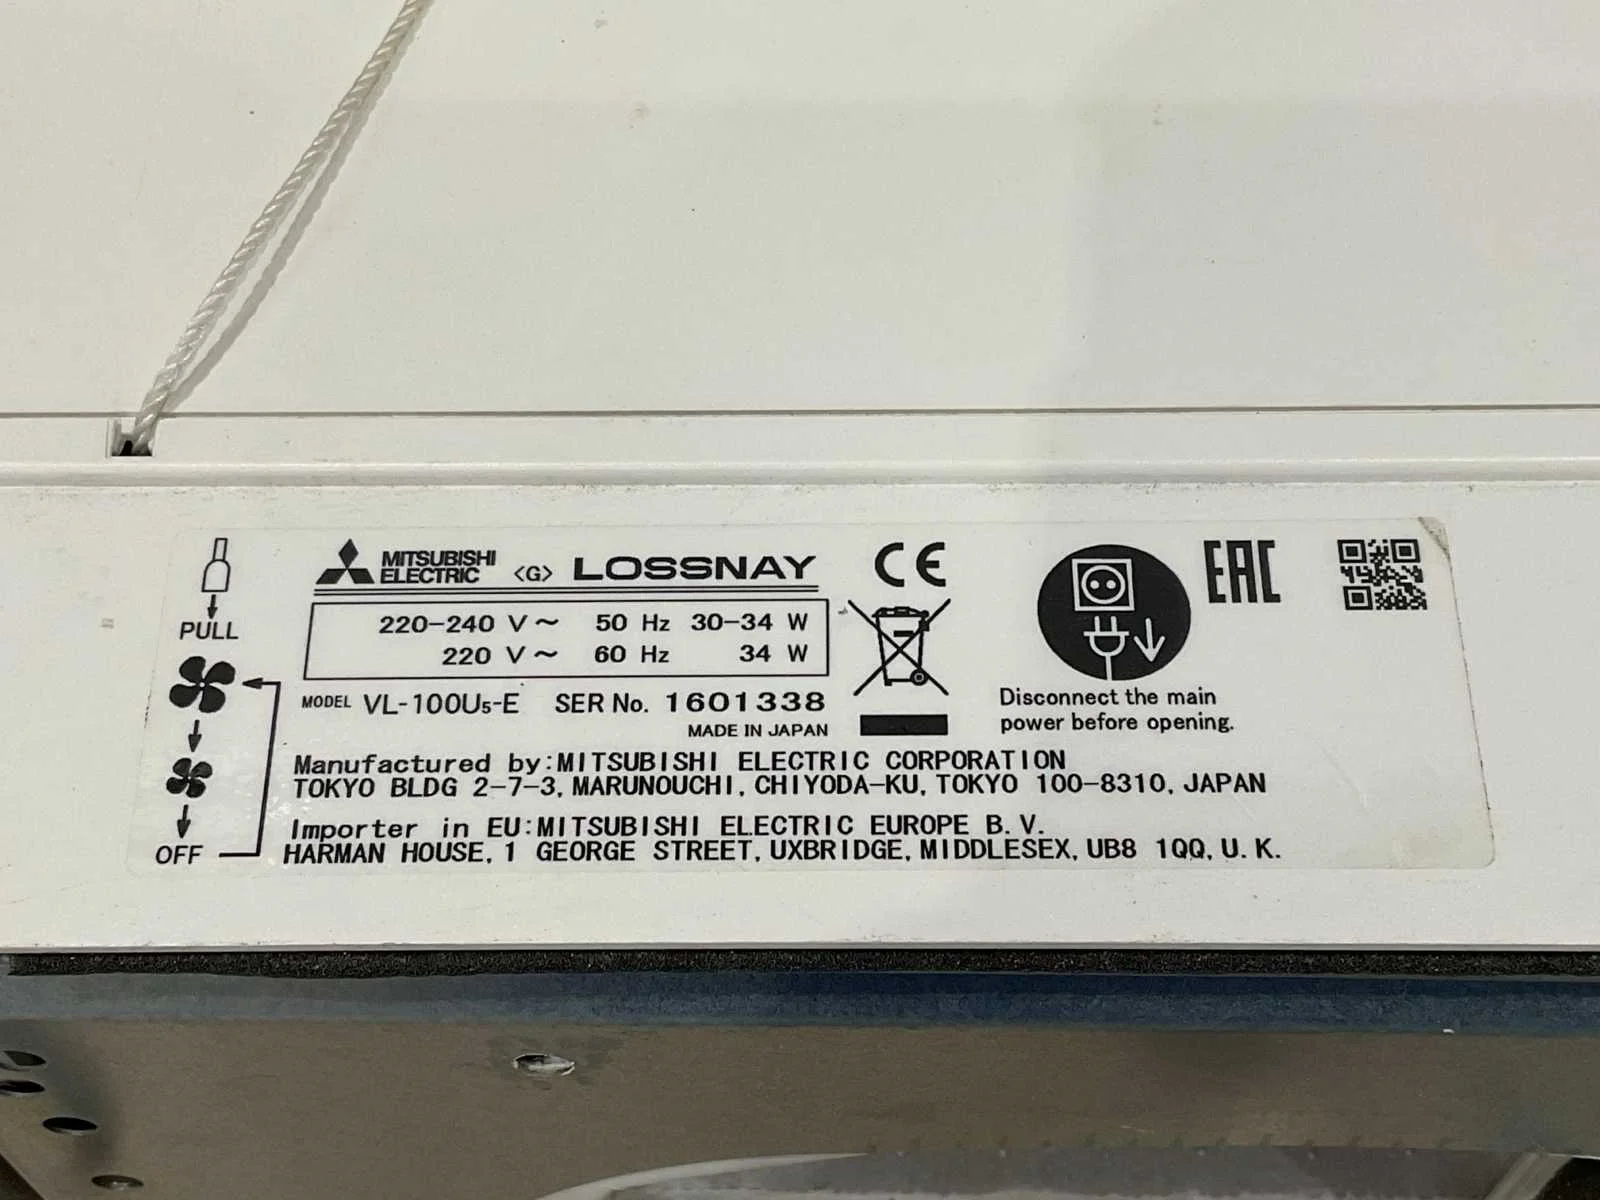 PULL
OFF
MITSUBISHI
ELECTRIC <G> LOSSNAY
CE
EAC
220-240 V~ 50 Hz 30-34 W
220 V~ 60 Hz 34 W
MODEL VL-100U5-E SER No. 1601338
MADE IN JAPAN
Disconnect the main
power before opening.
Manufactured by:MITSUBISHI ELECTRIC CORPORATION
TOKYO BLDG 2-7-3, MARUNOUCHI, CHIYODA-KU, TOKYO 100-8310, JAPAN
Importer in EU:MITSUBISHI ELECTRIC EUROPE B.V.
HARMAN HOUSE, 1 GEORGE STREET, UXBRIDGE, MIDDLESEX, UB8 1QQ, U.K.